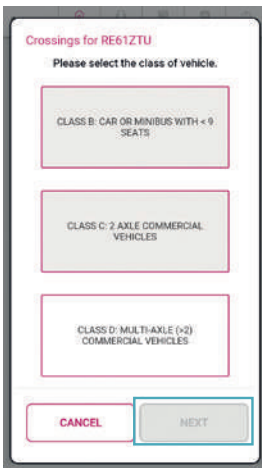 Crossings for RE61ZTU
Please select the class of vehicle.
CLASS B: CAR OR MINIBUS WITH < 9
SEATS
CLASS C: 2 AXLE COMMERCIAL
VEHICLES
CLASS D: MULTI-AXLE (>2)
COMMERCIAL VEHICLES
CANCEL NEXT